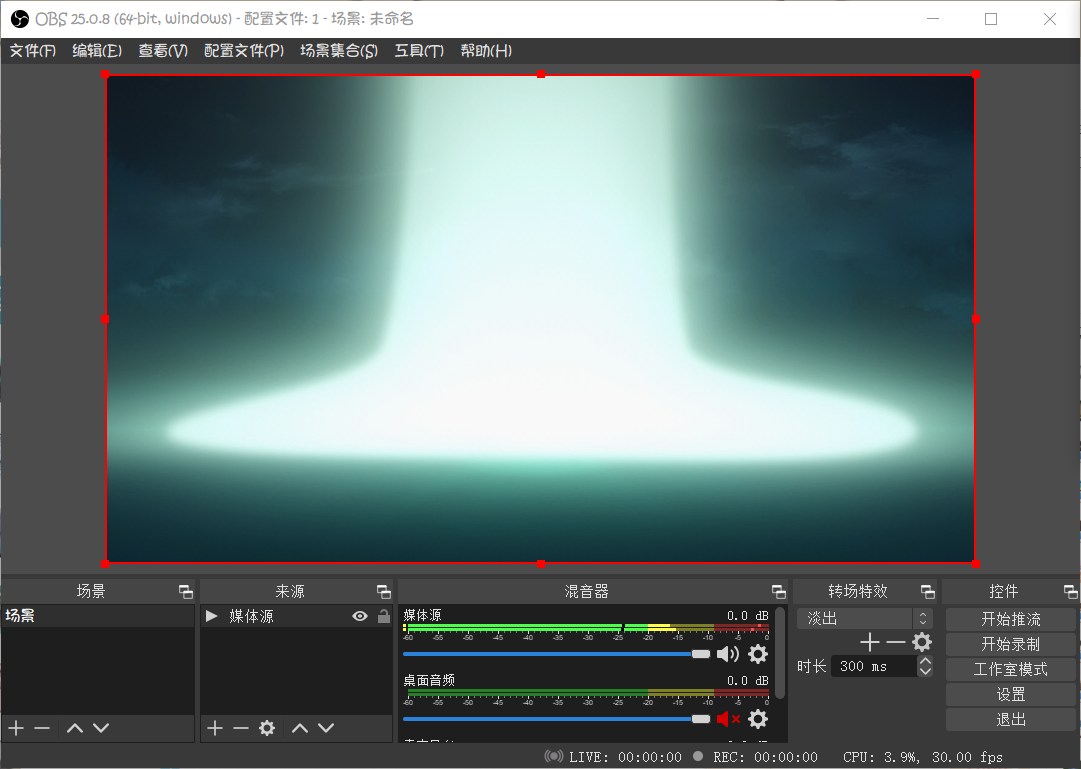 OBS 25.0.8 (64-bit, windows) - 配置文件: 1 - 场景: 未命名
文件(F) 编辑(E) 查看(V) 配置文件(P) 场景集合(S) 工具(T) 帮助(H)
场景
场景
来源
媒体源
混音器
媒体源 0.0 dB
-60 -55 -50 -45 -40 -35 -30 -25 -20 -15 -10 -5 0
桌面音频 0.0 dB
-60 -55 -50 -45 -40 -35 -30 -25 -20 -15 -10 -5 0
转场特效
淡出
时长 300 ms
控件
开始推流
开始录制
工作室模式
设置
退出
LIVE: 00:00:00 REC: 00:00:00 CPU: 3.9%, 30.00 fps